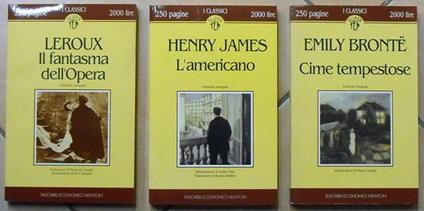 250 pagine
I CLASSICI
2000 lire
LEROUX
Il fantasma
dell'Opera
Edizione integrale
TASCABILI ECONOMICI NEWTON
250 pagine
I CLASSICI
2000 lire
HENRY JAMES
L'americano
Edizione integrale
TASCABILI ECONOMICI NEWTON
250 pagine
I CLASSICI
2000 lire
EMILY BRONTË
Cime tempestose
Edizione integrale
TASCABILI ECONOMICI NEWTON